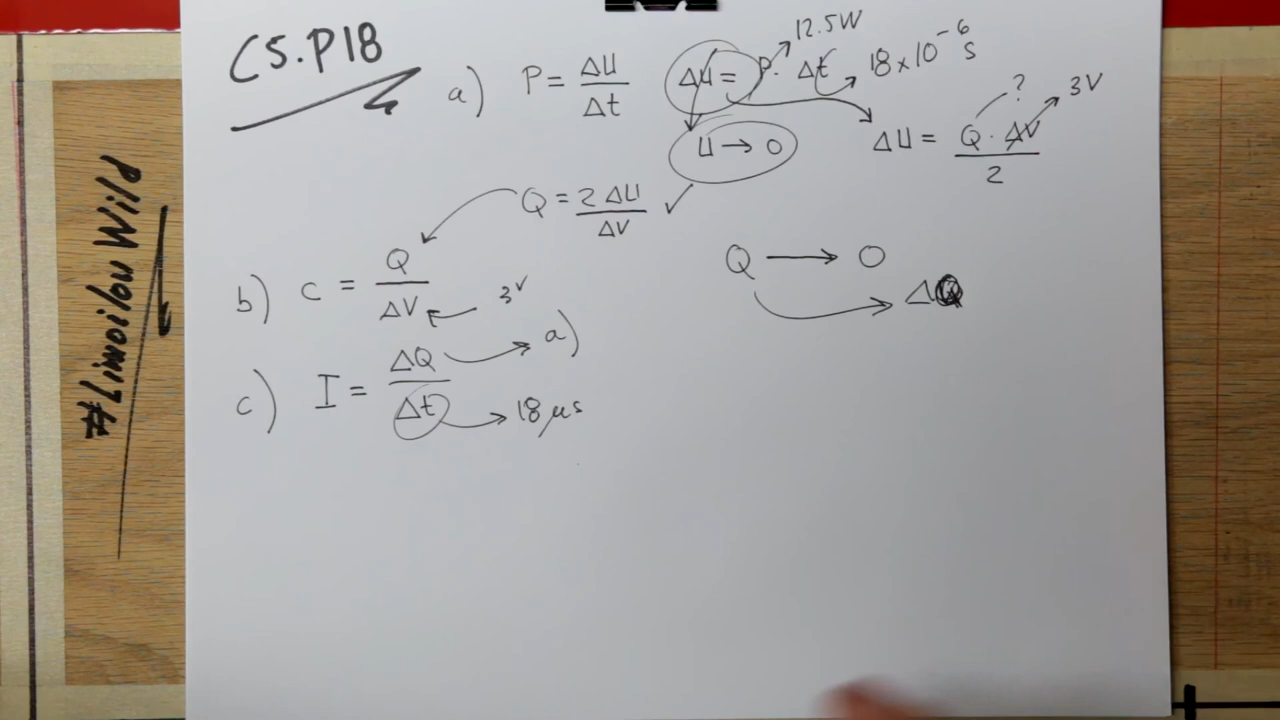 C5.P18
a) P = ΔU/Δt ΔU = P · Δt
12.5W
18 × 10⁻⁶ s
U → 0
ΔU = Q · ΔV / 2
?
3V
Q = 2ΔU/ΔV ✓
b) C = Q/ΔV
3V
Q → 0
ΔQ
c) I = ΔQ/Δt
a)
18 μs